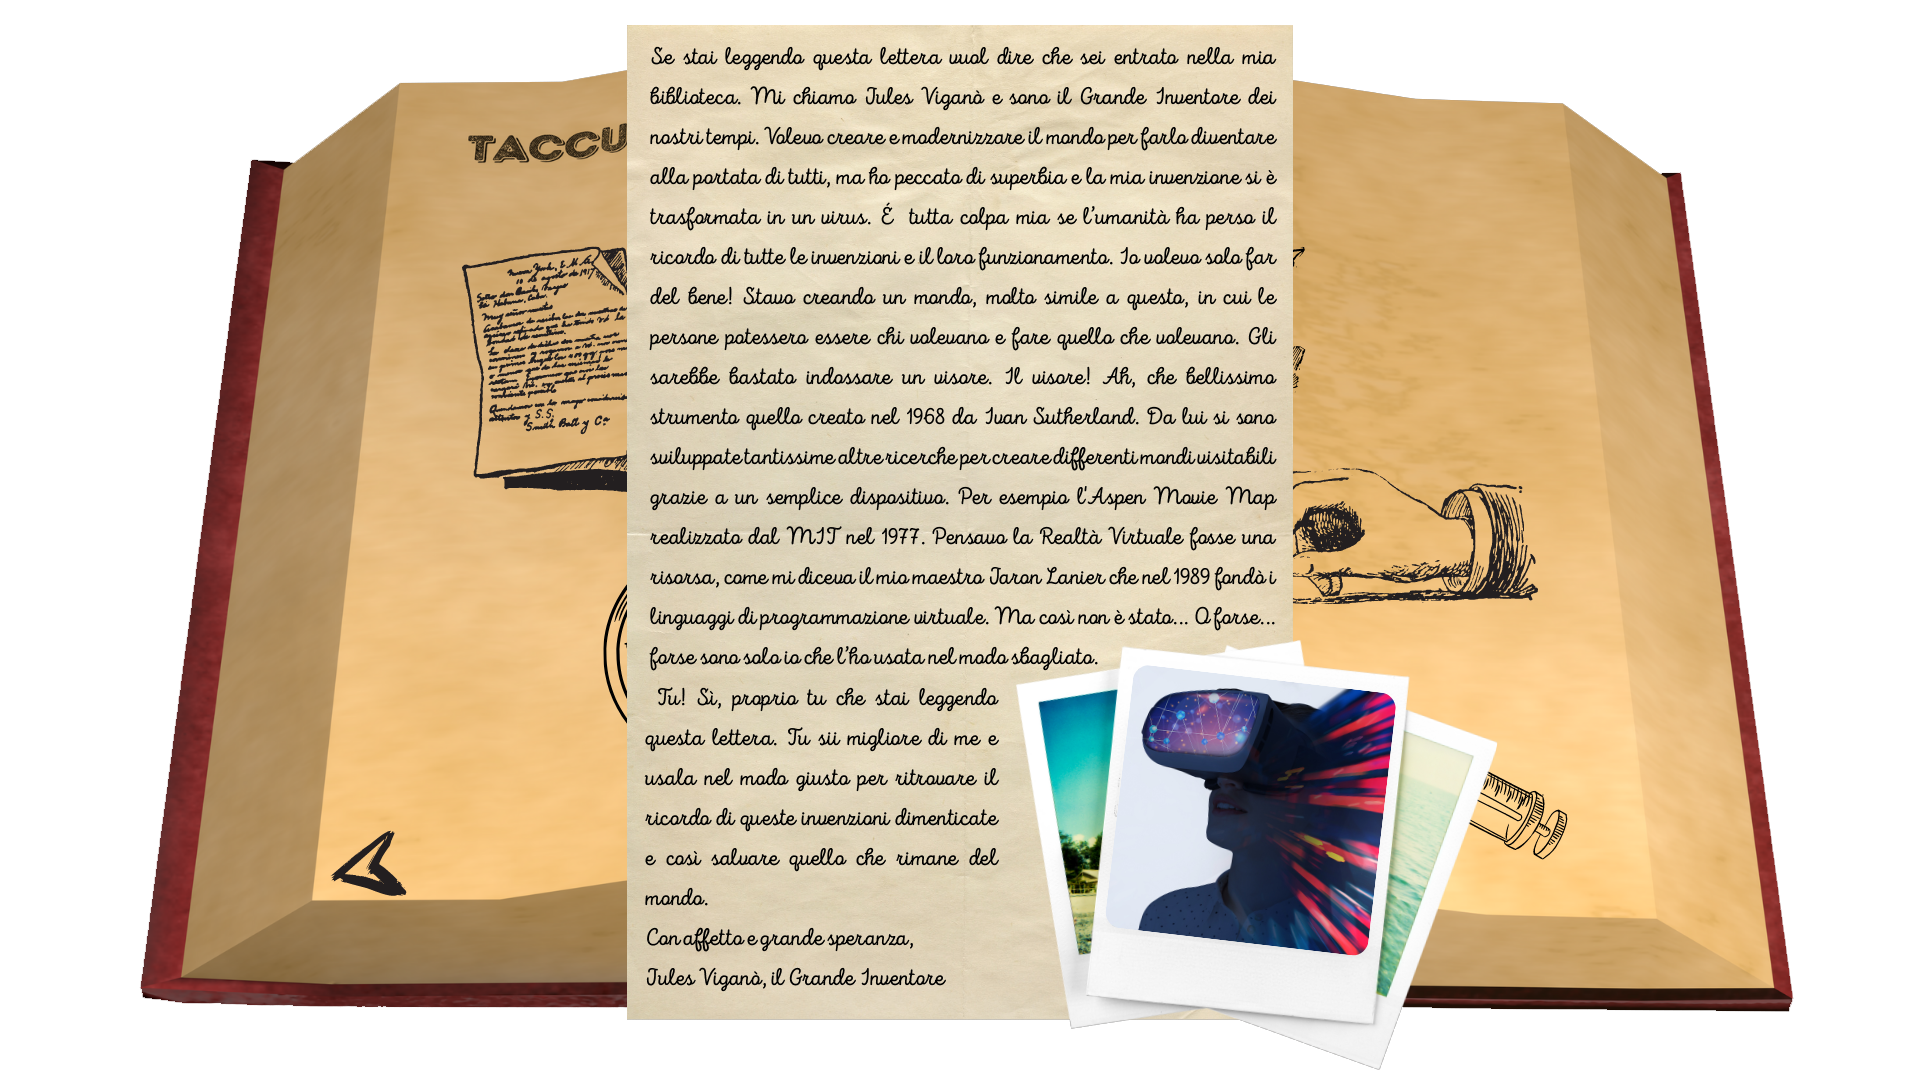 TACCU
Se stai leggendo questa lettera vuol dire che sei entrato nella mia
biblioteca. Mi chiamo Jules Viganò e sono il Grande Inventore dei
nostri tempi. Volevo creare e modernizzare il mondo per farlo diventare
alla portata di tutti, ma ho peccato di superbia e la mia invenzione si è
trasformata in un virus. É tutta colpa mia se l'umanità ha perso il
ricordo di tutte le invenzioni e il loro funzionamento. Io volevo solo far
del bene! Stavo creando un mondo, molto simile a questo, in cui le
persone potessero essere chi volevano e fare quello che volevano. Gli
sarebbe bastato indossare un visore. Il visore! Ah, che bellissimo
strumento quello creato nel 1968 da Ivan Sutherland. Da lui si sono
sviluppate tantissime altre ricerche per creare differenti mondi visitabili
grazie a un semplice dispositivo. Per esempio l'Aspen Movie Map
realizzato dal MIT nel 1977. Pensavo la Realtà Virtuale fosse una
risorsa, come mi diceva il mio maestro Jaron Lanier che nel 1989 fondò i
linguaggi di programmazione virtuale. Ma così non è stato... O forse...
forse sono solo io che l'ho usata nel modo sbagliato.
Tu! Sì, proprio tu che stai leggendo
questa lettera. Tu sii migliore di me e
usala nel modo giusto per ritrovare il
ricordo di queste invenzioni dimenticate
e così salvare quello che rimane del
mondo.
Con affetto e grande speranza,
Jules Viganò, il Grande Inventore